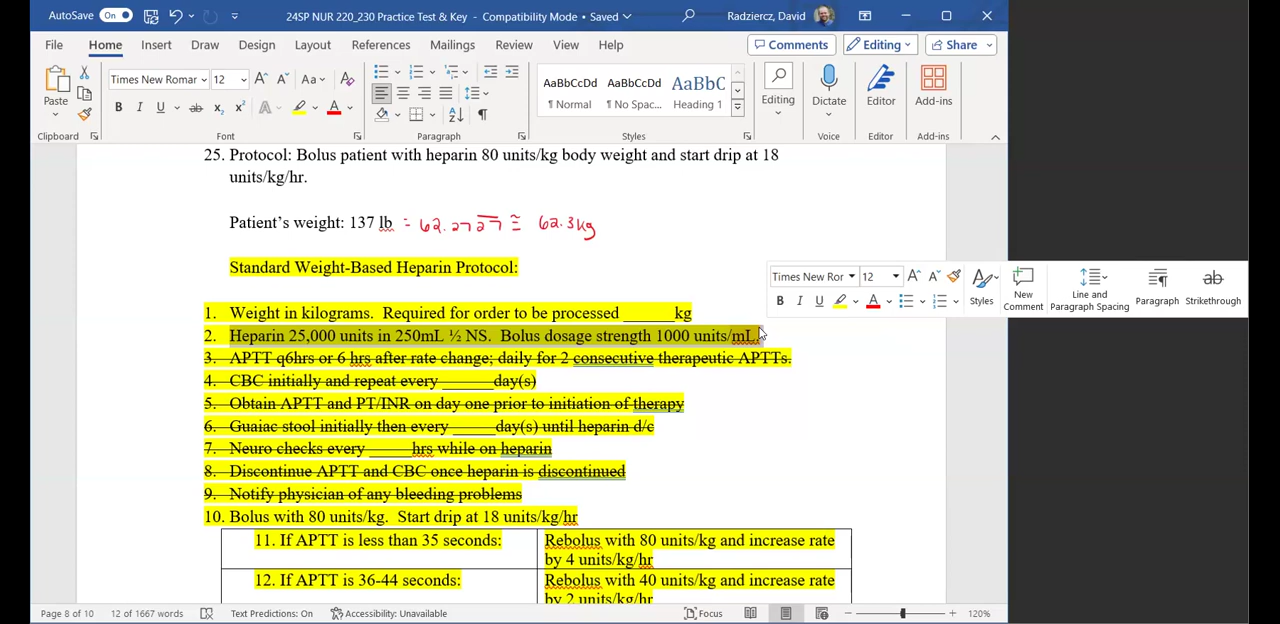 AutoSave On 24SP NUR 220_230 Practice Test & Key - Compatibility Mode • Saved Radziercz, David
File Home Insert Draw Design Layout References Mailings Review View Help Comments Editing Share
Times New Romar 12 A A Aa A AaBbCcDd AaBbCcDd AaBbC
Paste B I U ab x₂ x² A A ¶ Normal ¶ No Spac... Heading 1 Editing Dictate Editor Add-ins
Clipboard Font Paragraph Styles Voice Editor Add-ins
25. Protocol: Bolus patient with heparin 80 units/kg body weight and start drip at 18
units/kg/hr.
Patient's weight: 137 lb = 62.2727 ≅ 62.3kg
Standard Weight-Based Heparin Protocol:
Times New Ror 12 A A
B I U A Styles New Comment Line and Paragraph Spacing Paragraph Strikethrough
1. Weight in kilograms. Required for order to be processed ______ kg
2. Heparin 25,000 units in 250mL ½ NS. Bolus dosage strength 1000 units/mL
3. APTT q6hrs or 6 hrs after rate change; daily for 2 consecutive therapeutic APTTs.
4. CBC initially and repeat every ______day(s)
5. Obtain APTT and PT/INR on day one prior to initiation of therapy
6. Guaiac stool initially then every _____day(s) until heparin d/c
7. Neuro checks every _____hrs while on heparin
8. Discontinue APTT and CBC once heparin is discontinued
9. Notify physician of any bleeding problems
10. Bolus with 80 units/kg. Start drip at 18 units/kg/hr
11. If APTT is less than 35 seconds: Rebolus with 80 units/kg and increase rate
by 4 units/kg/hr
12. If APTT is 36-44 seconds: Rebolus with 40 units/kg and increase rate
by 2 units/kg/hr
Page 8 of 10 12 of 1667 words Text Predictions: On Accessibility: Unavailable Focus 120%